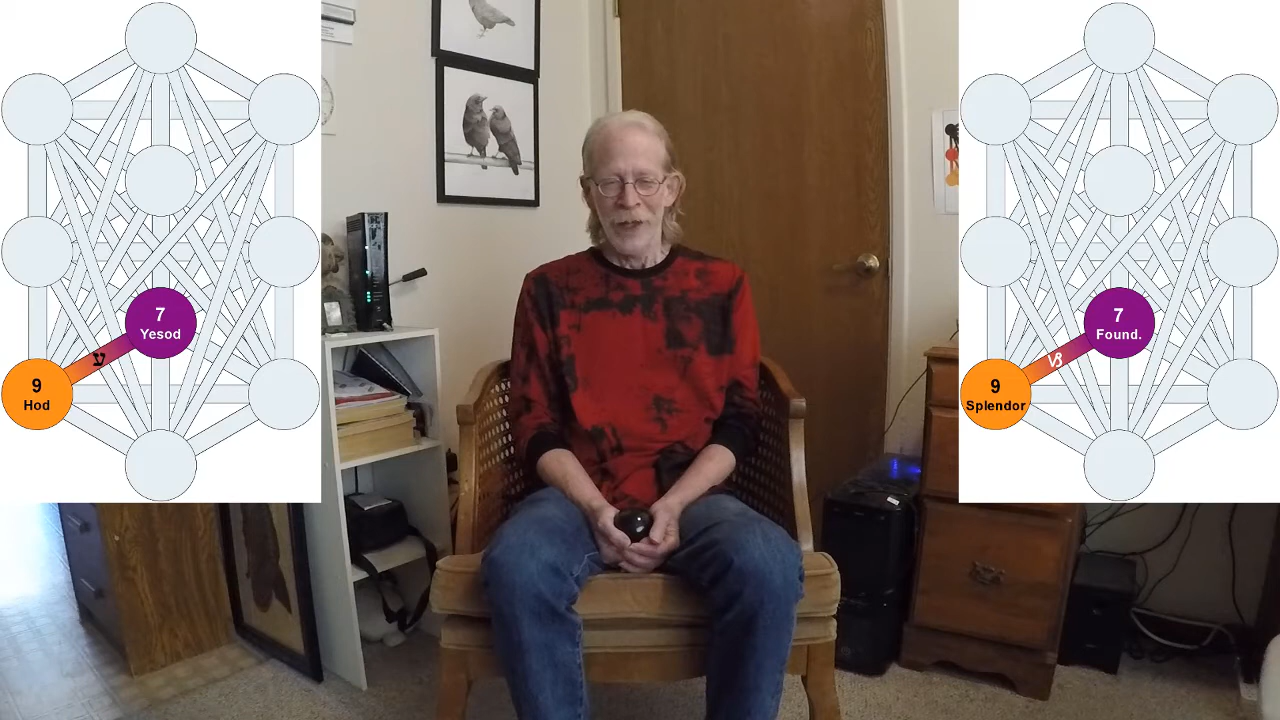 7
Yesod
ע
9
Hod
7
Found.
♑
9
Splendor